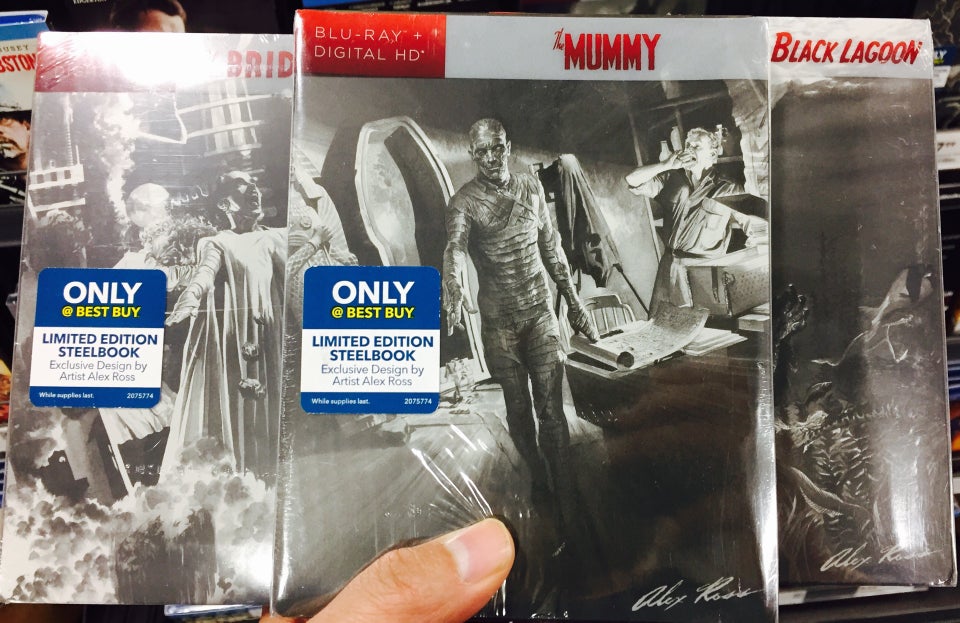 BRID
ONLY
@ BEST BUY
LIMITED EDITION
STEELBOOK
Exclusive Design by
Artist Alex Ross
While supplies last. 2075774
BLU-RAY™ +
DIGITAL HD*
The MUMMY
ONLY
@ BEST BUY
LIMITED EDITION
STEELBOOK
Exclusive Design by
Artist Alex Ross
While supplies last. 2075774
Alex Ross
BLACK LAGOON
Alex Ross